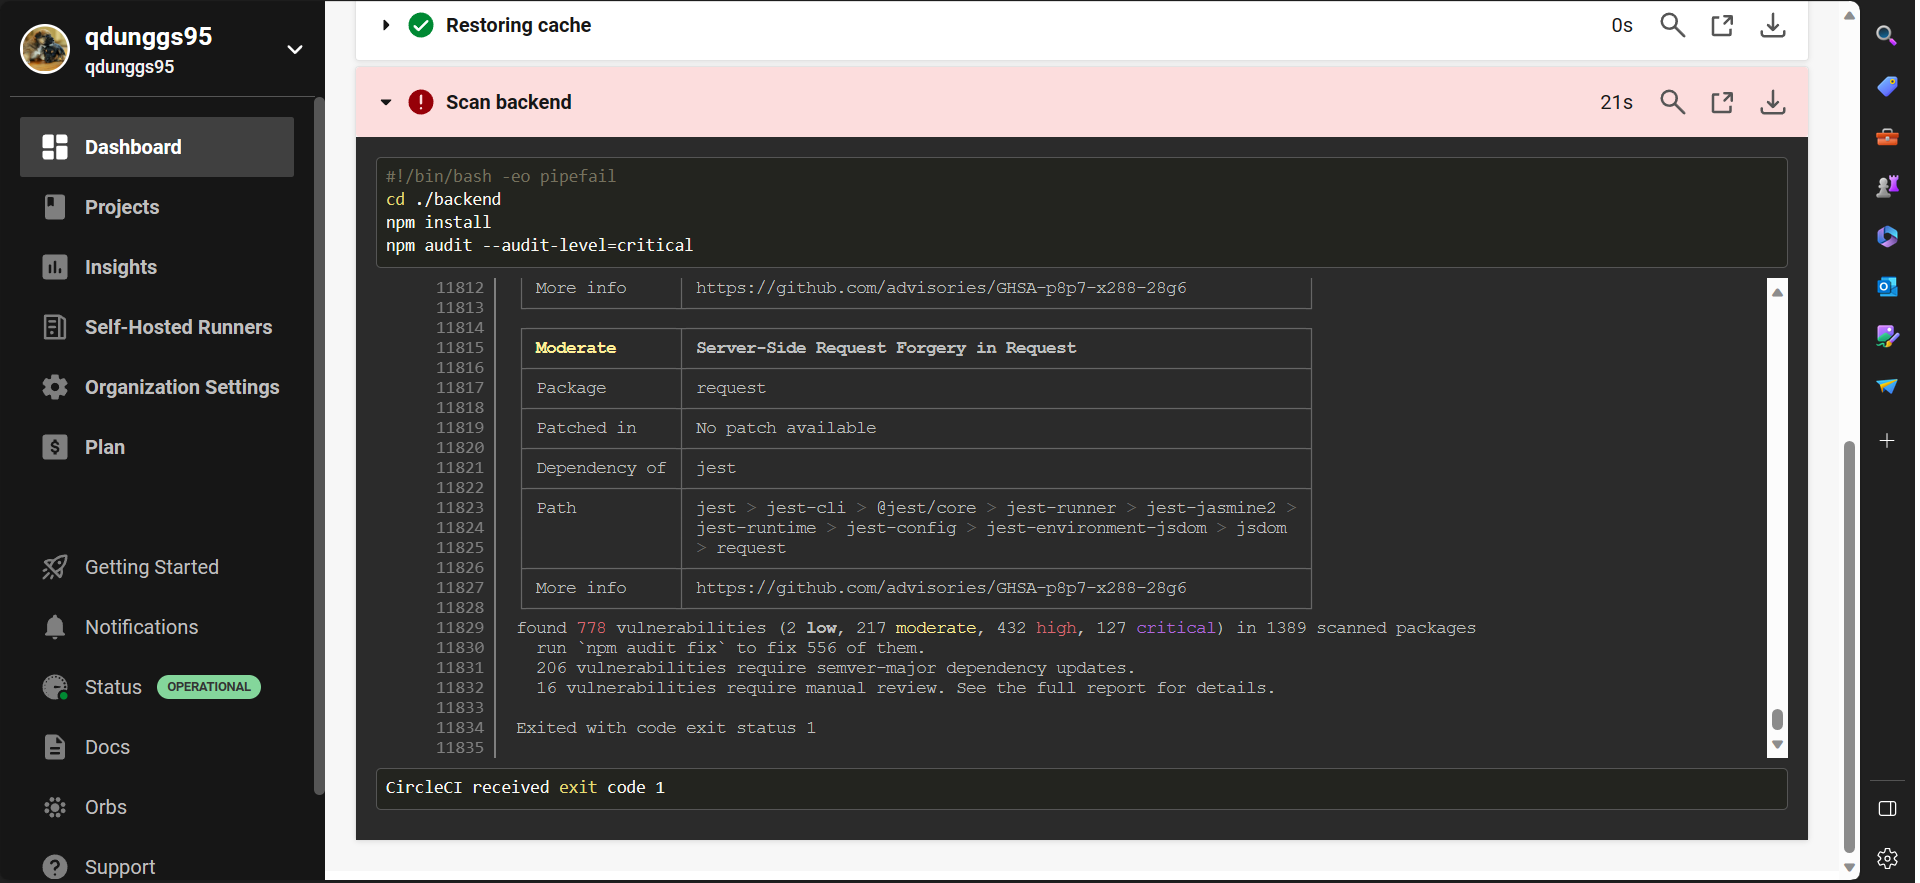 qdunggs95
qdunggs95
Dashboard
Projects
Insights
Self-Hosted Runners
Organization Settings
Plan
Getting Started
Notifications
Status OPERATIONAL
Docs
Orbs
Support
Restoring cache 0s
Scan backend 21s
#!/bin/bash -eo pipefail
cd ./backend
npm install
npm audit --audit-level=critical
11812 More info https://github.com/advisories/GHSA-p8p7-x288-28g6
11813
11814
11815 Moderate Server-Side Request Forgery in Request
11816
11817 Package request
11818
11819 Patched in No patch available
11820
11821 Dependency of jest
11822
11823 Path jest > jest-cli > @jest/core > jest-runner > jest-jasmine2 >
11824 jest-runtime > jest-config > jest-environment-jsdom > jsdom
11825 > request
11826
11827 More info https://github.com/advisories/GHSA-p8p7-x288-28g6
11828
11829 found 778 vulnerabilities (2 low, 217 moderate, 432 high, 127 critical) in 1389 scanned packages
11830 run `npm audit fix` to fix 556 of them.
11831 206 vulnerabilities require semver-major dependency updates.
11832 16 vulnerabilities require manual review. See the full report for details.
11833
11834 Exited with code exit status 1
11835
CircleCI received exit code 1